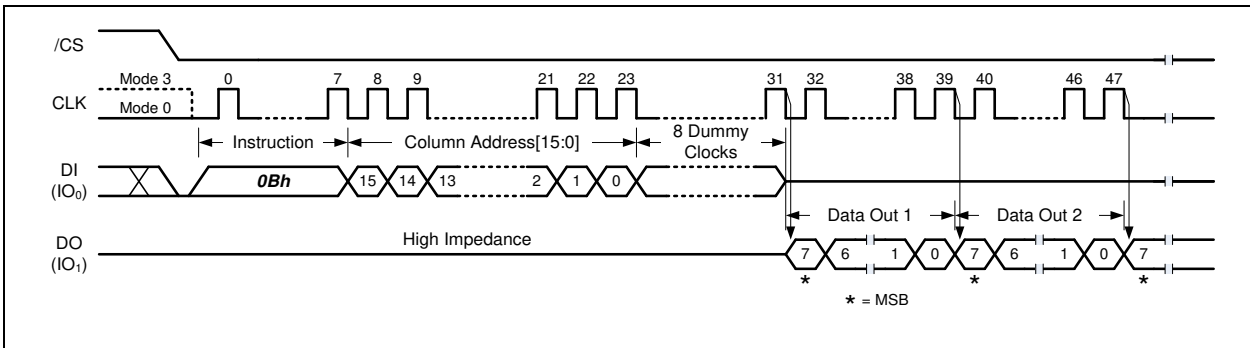 /CS
Mode 3 0 7 8 9 21 22 23 31 32 38 39 40 46 47
CLK
Mode 0
Instruction Column Address[15:0] 8 Dummy
Clocks
DI
(IO0)
0Bh 15 14 13 2 1 0
Data Out 1 Data Out 2
DO
(IO1)
High Impedance
7 6 1 0 7 6 1 0 7
* * *
* = MSB